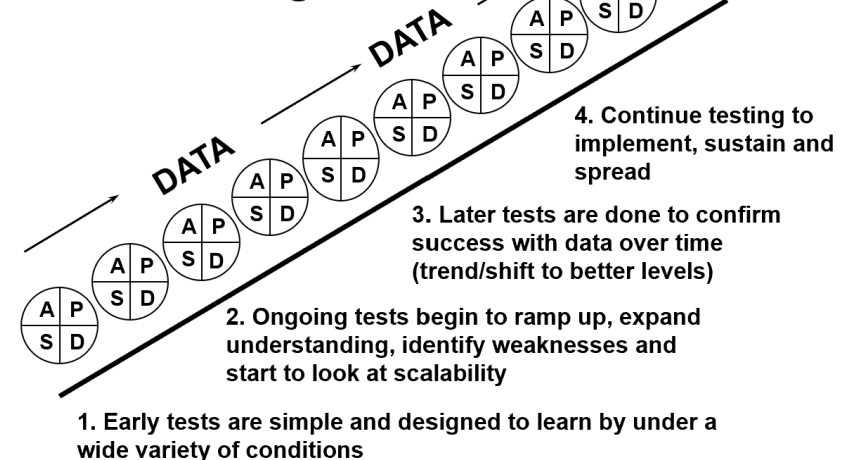 S D
A P
S D
DATA
A P
S D
A P
S D
4. Continue testing to
implement, sustain and
spread
A P
S D
DATA
A P
S D
3. Later tests are done to confirm
success with data over time
(trend/shift to better levels)
A P
S D
A P
S D
A P
S D
2. Ongoing tests begin to ramp up, expand
understanding, identify weaknesses and
start to look at scalability
1. Early tests are simple and designed to learn by under a
wide variety of conditions